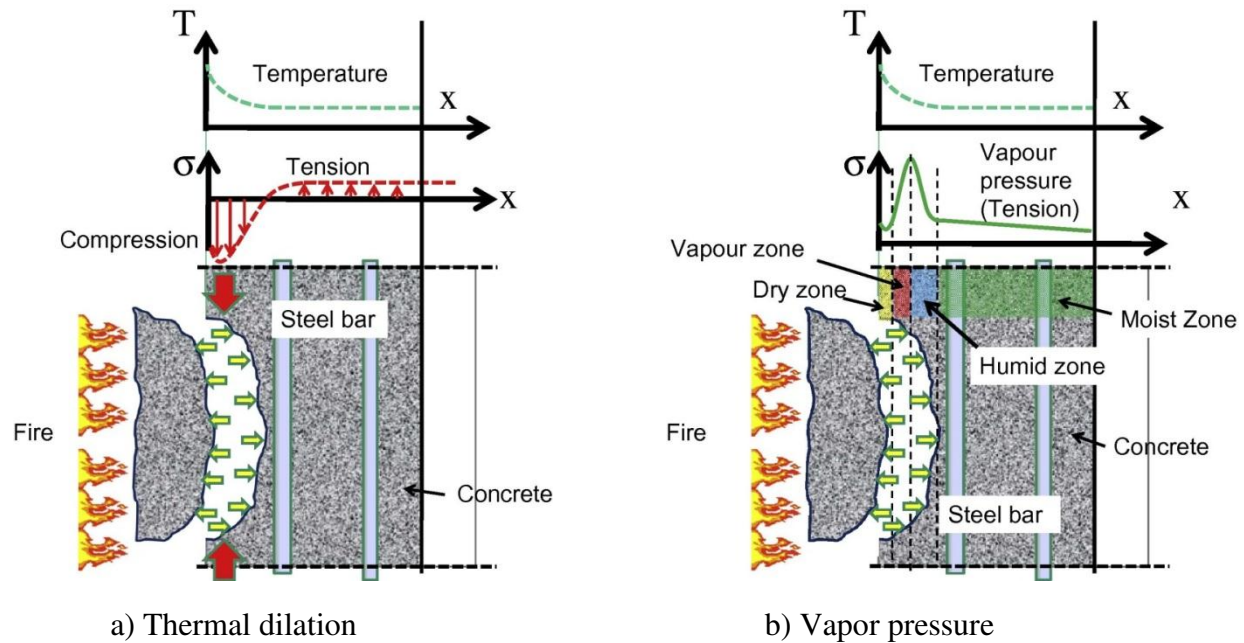 T
Temperature
X
σ
Tension
X
Compression
Steel bar
Fire
Concrete
a) Thermal dilation
T
Temperature
X
σ
Vapour
pressure
(Tension)
X
Vapour zone
Dry zone
Moist Zone
Humid zone
Fire
Concrete
Steel bar
b) Vapor pressure